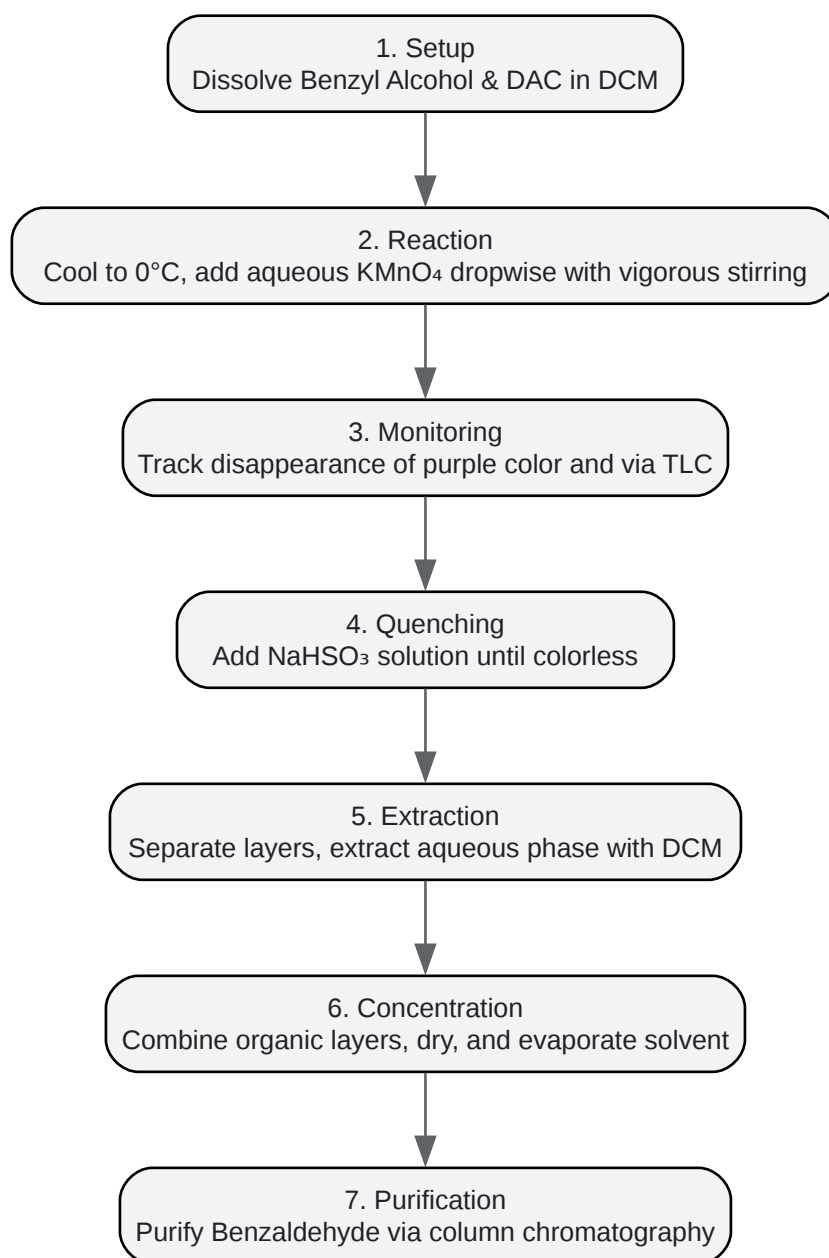 1. Setup
Dissolve Benzyl Alcohol & DAC in DCM
2. Reaction
Cool to 0°C, add aqueous KMnO₄ dropwise with vigorous stirring
3. Monitoring
Track disappearance of purple color and via TLC
4. Quenching
Add NaHSO₃ solution until colorless
5. Extraction
Separate layers, extract aqueous phase with DCM
6. Concentration
Combine organic layers, dry, and evaporate solvent
7. Purification
Purify Benzaldehyde via column chromatography